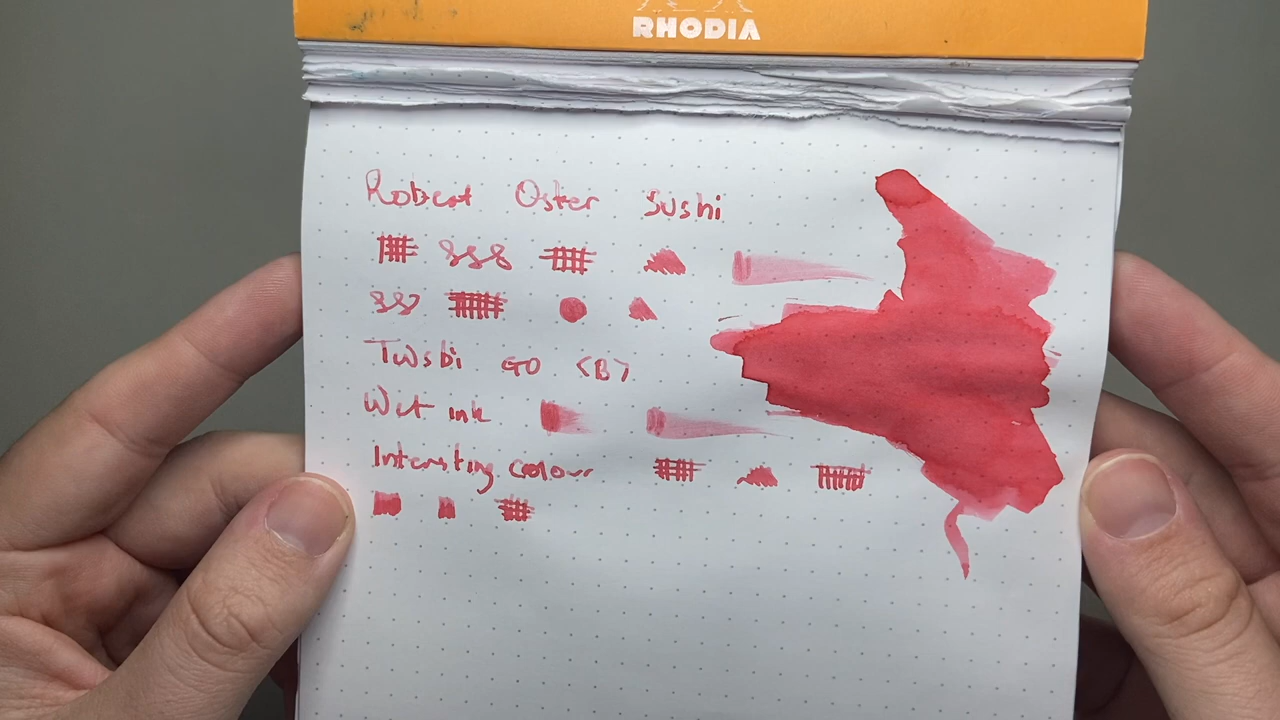 RHODIA
Robert Oster Sushi
Twsbi GO <B>
Wet ink
Interesting colour